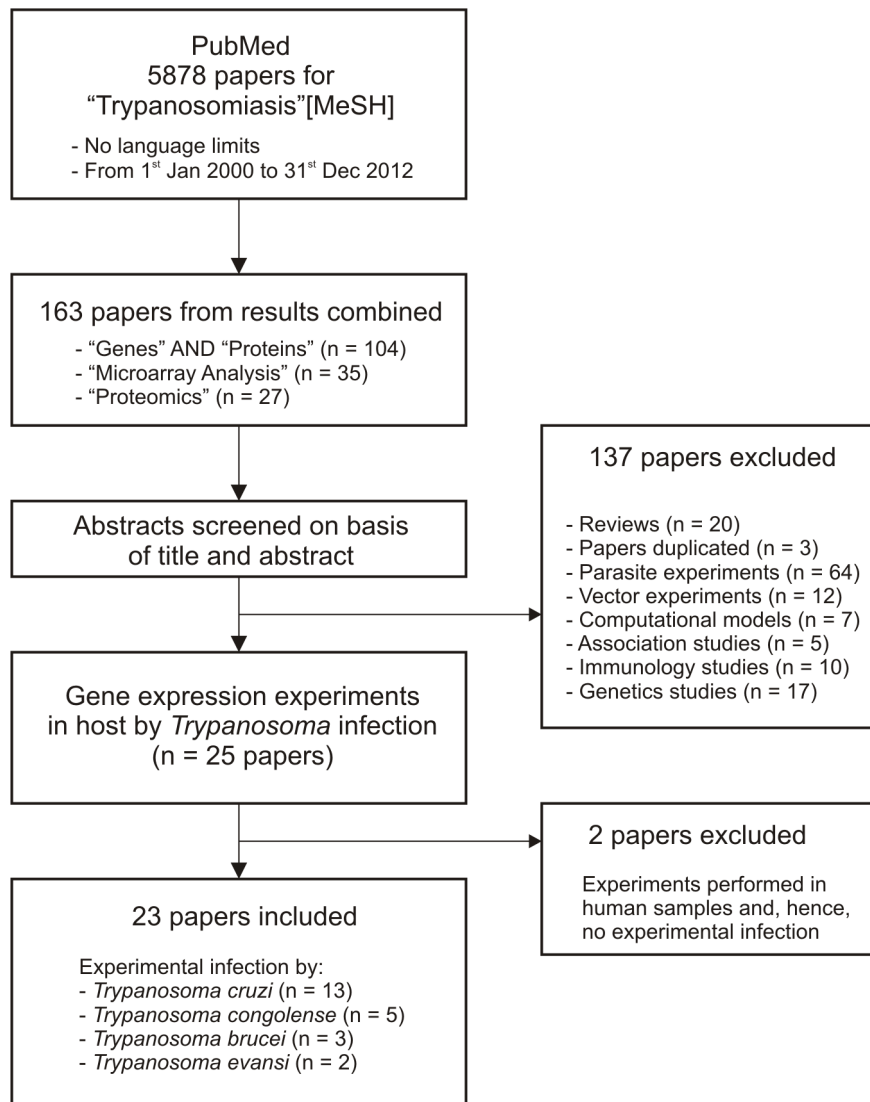 PubMed
5878 papers for
“Trypanosomiasis”[MeSH]
- No language limits
- From 1st Jan 2000 to 31st Dec 2012
163 papers from results combined
- “Genes” AND “Proteins” (n = 104)
- “Microarray Analysis” (n = 35)
- “Proteomics” (n = 27)
Abstracts screened on basis
of title and abstract
137 papers excluded
- Reviews (n = 20)
- Papers duplicated (n = 3)
- Parasite experiments (n = 64)
- Vector experiments (n = 12)
- Computational models (n = 7)
- Association studies (n = 5)
- Immunology studies (n = 10)
- Genetics studies (n = 17)
Gene expression experiments
in host by Trypanosoma infection
(n = 25 papers)
2 papers excluded
Experiments performed in
human samples and, hence,
no experimental infection
23 papers included
Experimental infection by:
- Trypanosoma cruzi (n = 13)
- Trypanosoma congolense (n = 5)
- Trypanosoma brucei (n = 3)
- Trypanosoma evansi (n = 2)